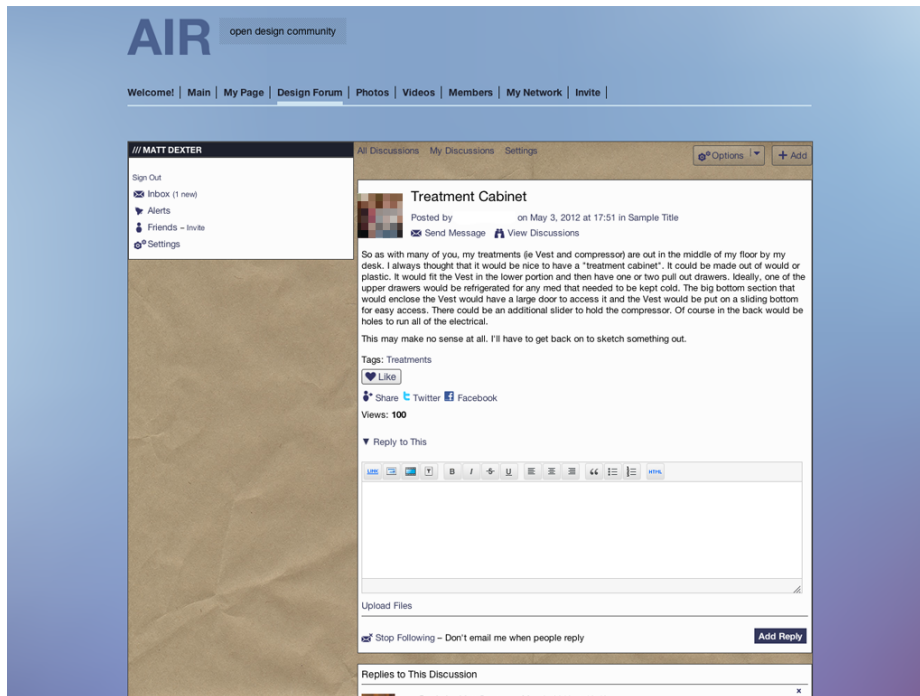 AIR
open design community
Welcome! | Main | My Page | Design Forum | Photos | Videos | Members | My Network | Invite |
/// MATT DEXTER
Sign Out
Inbox (1 new)
Alerts
Friends – Invite
Settings
All Discussions My Discussions Settings
Options
+ Add
Treatment Cabinet
Posted by on May 3, 2012 at 17:51 in Sample Title
Send Message View Discussions
So as with many of you, my treatments (ie Vest and compressor) are out in the middle of my floor by my
desk. I always thought that it would be nice to have a "treatment cabinet". It could be made out of would or
plastic. It would fit the Vest in the lower portion and then have one or two pull out drawers. Ideally, one of the
upper drawers would be refrigerated for any med that needed to be kept cold. The big bottom section that
would enclose the Vest would have a large door to access it and the Vest would be put on a sliding bottom
for easy access. There could be an additional slider to hold the compressor. Of course in the back would be
holes to run all of the electrical.
This may make no sense at all. I'll have to get back on to sketch something out.
Tags: Treatments
Like
Share Twitter Facebook
Views: 100
▼ Reply to This
LINK T B I S U HTML
Upload Files
Stop Following – Don't email me when people reply
Add Reply
Replies to This Discussion
x